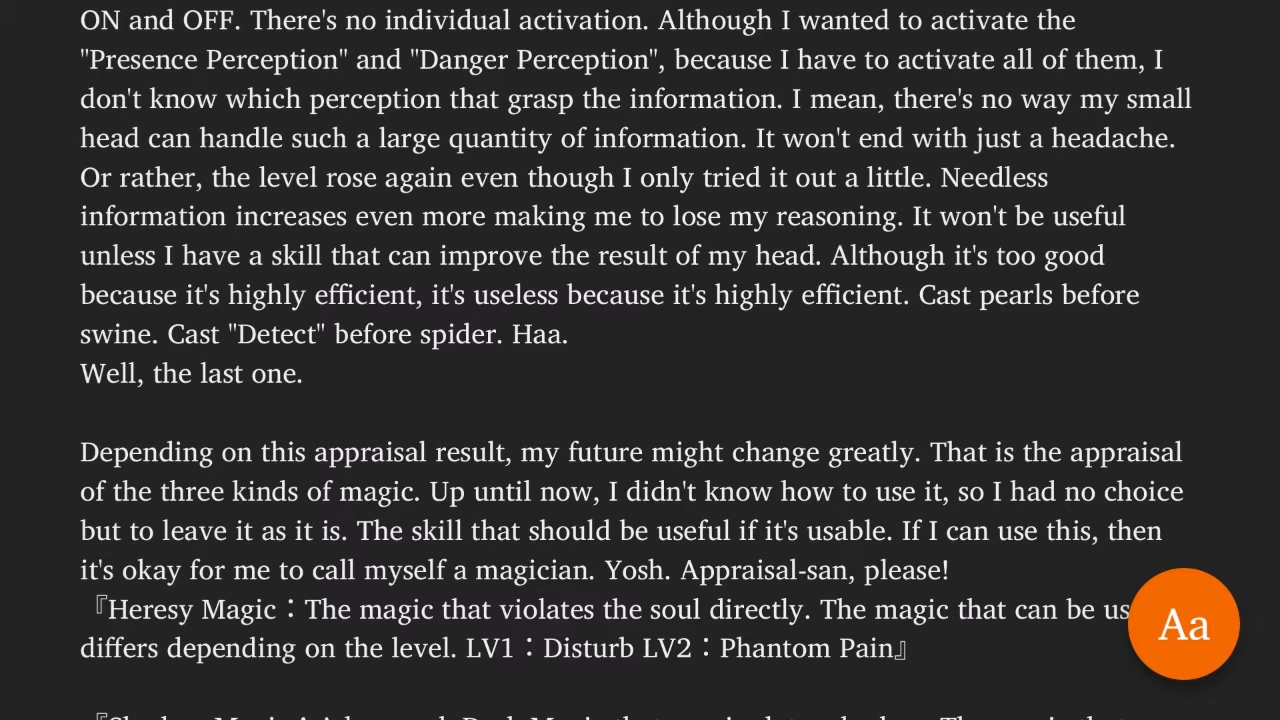 ON and OFF. There's no individual activation. Although I wanted to activate the
"Presence Perception" and "Danger Perception", because I have to activate all of them, I
don't know which perception that grasp the information. I mean, there's no way my small
head can handle such a large quantity of information. It won't end with just a headache.
Or rather, the level rose again even though I only tried it out a little. Needless
information increases even more making me to lose my reasoning. It won't be useful
unless I have a skill that can improve the result of my head. Although it's too good
because it's highly efficient, it's useless because it's highly efficient. Cast pearls before
swine. Cast "Detect" before spider. Haa.
Well, the last one.
Depending on this appraisal result, my future might change greatly. That is the appraisal
of the three kinds of magic. Up until now, I didn't know how to use it, so I had no choice
but to leave it as it is. The skill that should be useful if it's usable. If I can use this, then
it's okay for me to call myself a magician. Yosh. Appraisal-san, please!
『Heresy Magic：The magic that violates the soul directly. The magic that can be us
differs depending on the level. LV1：Disturb LV2：Phantom Pain』
Aa